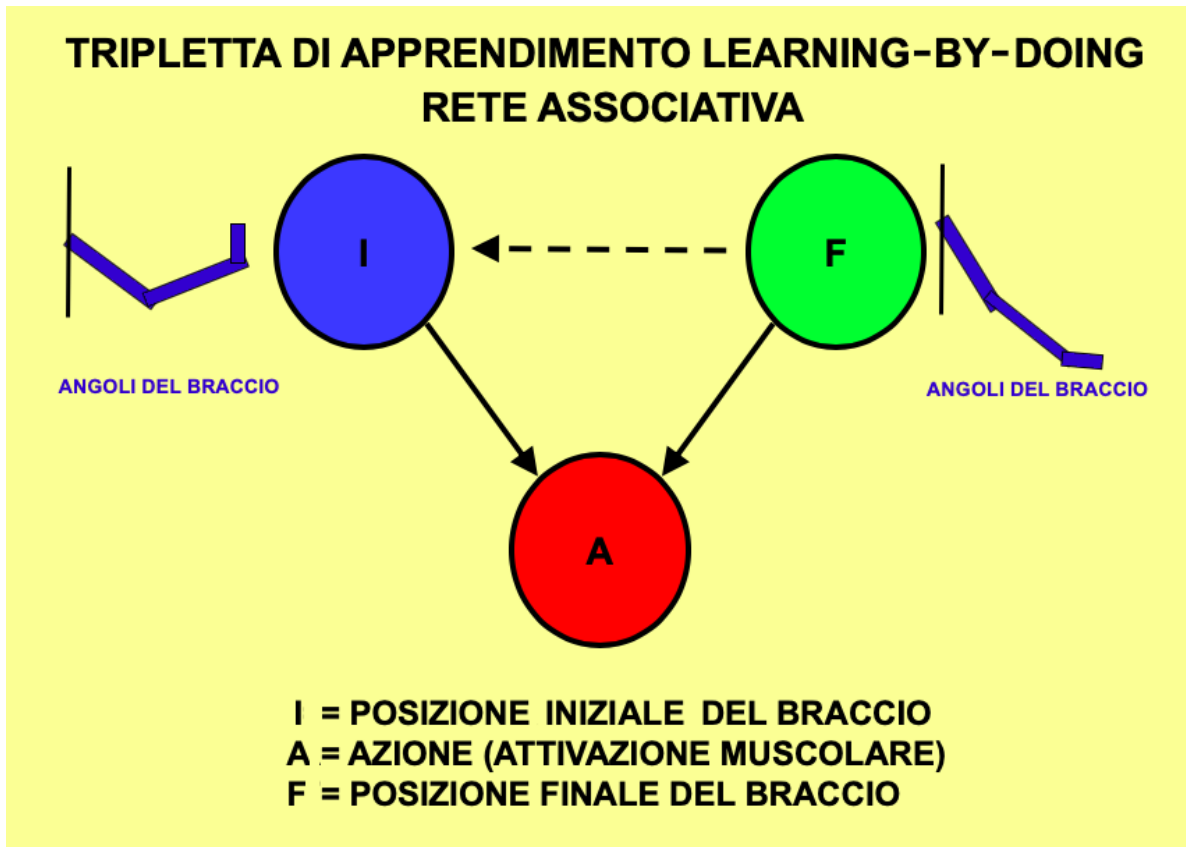 TRIPLETTA DI APPRENDIMENTO LEARNING-BY-DOING
RETE ASSOCIATIVA
I
F
ANGOLI DEL BRACCIO
ANGOLI DEL BRACCIO
A
I = POSIZIONE INIZIALE DEL BRACCIO
A = AZIONE (ATTIVAZIONE MUSCOLARE)
F = POSIZIONE FINALE DEL BRACCIO